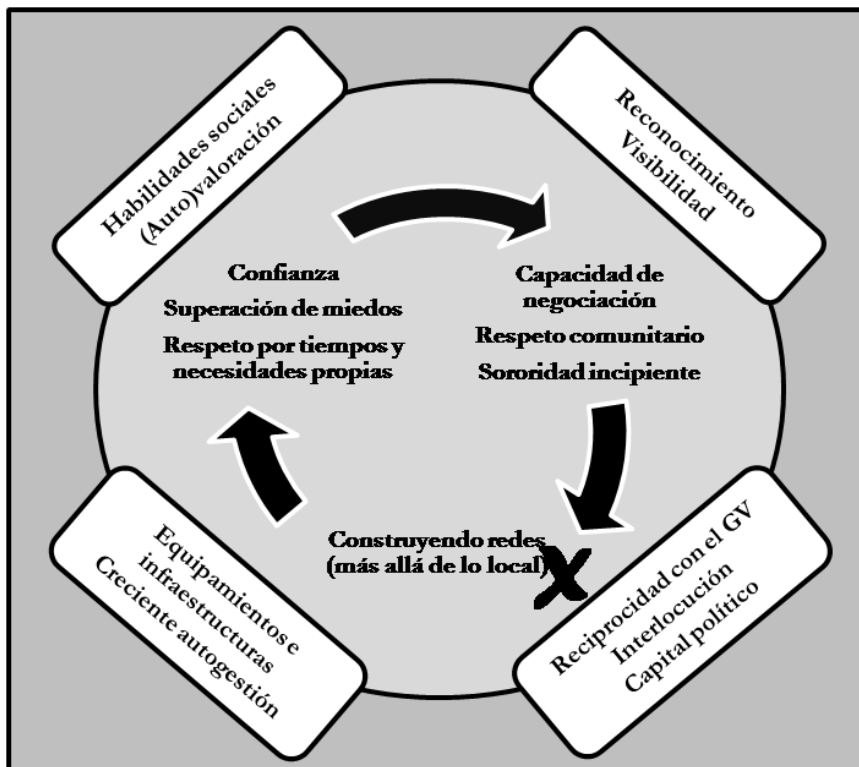 Habilidades sociales
(Auto)valoración
Reconocimiento
Visibilidad
Confianza
Superación de miedos
Respeto por tiempos y
necesidades propias
Capacidad de
negociación
Respeto comunitario
Sororidad incipiente
Construyendo redes
(más allá de lo local)
X
Equipamientos e
infraestructuras
Creciente autogestión
Reciprocidad con el GV
Interlocución
Capital político